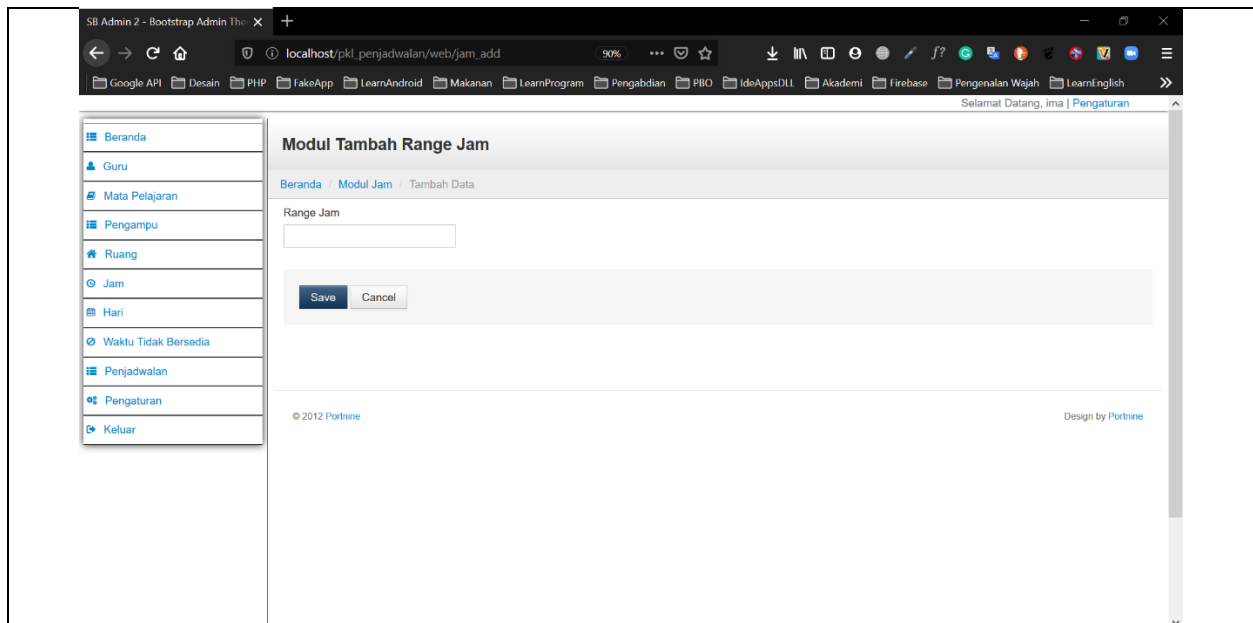 SB Admin 2 - Bootstrap Admin The
localhost/pkl_penjadwalan/web/jam_add
90%
Google API Desain PHP FakeApp LearnAndroid Makanan LearnProgram Pengabdian PBO IdeAppsDLL Akademi Firebase Pengenalan Wajah LearnEnglish
Selamat Datang, ima | Pengaturan
Beranda
Guru
Mata Pelajaran
Pengampu
Ruang
Jam
Hari
Waktu Tidak Bersedia
Penjadwalan
Pengaturan
Keluar
Modul Tambah Range Jam
Beranda / Modul Jam / Tambah Data
Range Jam
Save Cancel
© 2012 Portnine
Design by Portnine